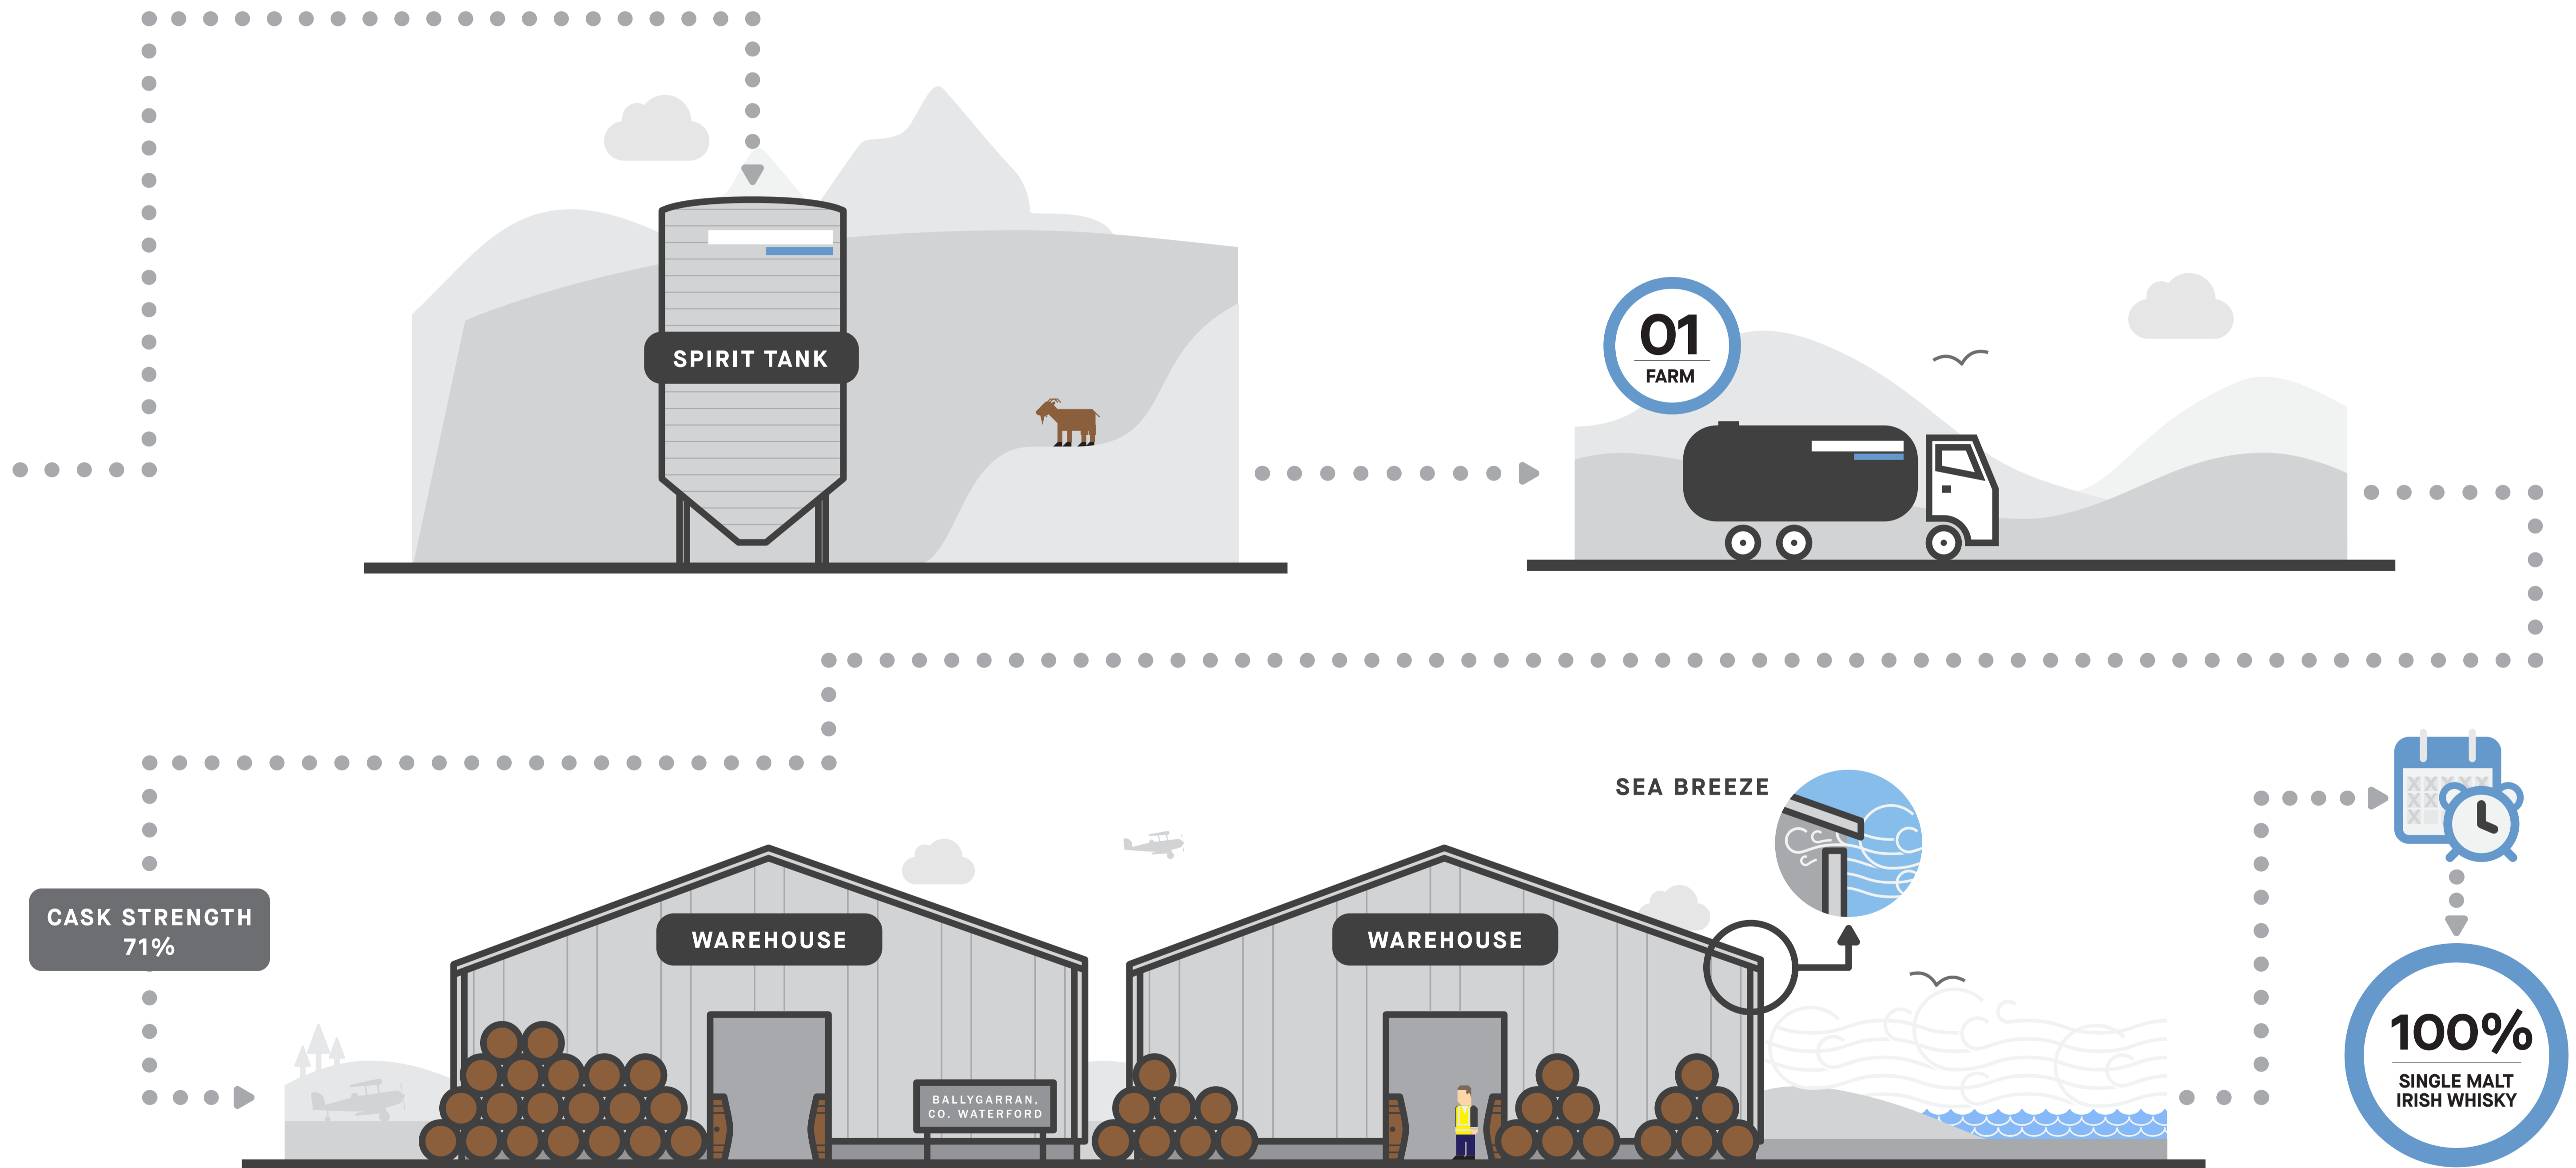 SPIRIT TANK
01
FARM
SEA BREEZE
CASK STRENGTH
71%
WAREHOUSE
WAREHOUSE
BALLYGARRAN,
CO. WATERFORD
100%
SINGLE MALT
IRISH WHISKY